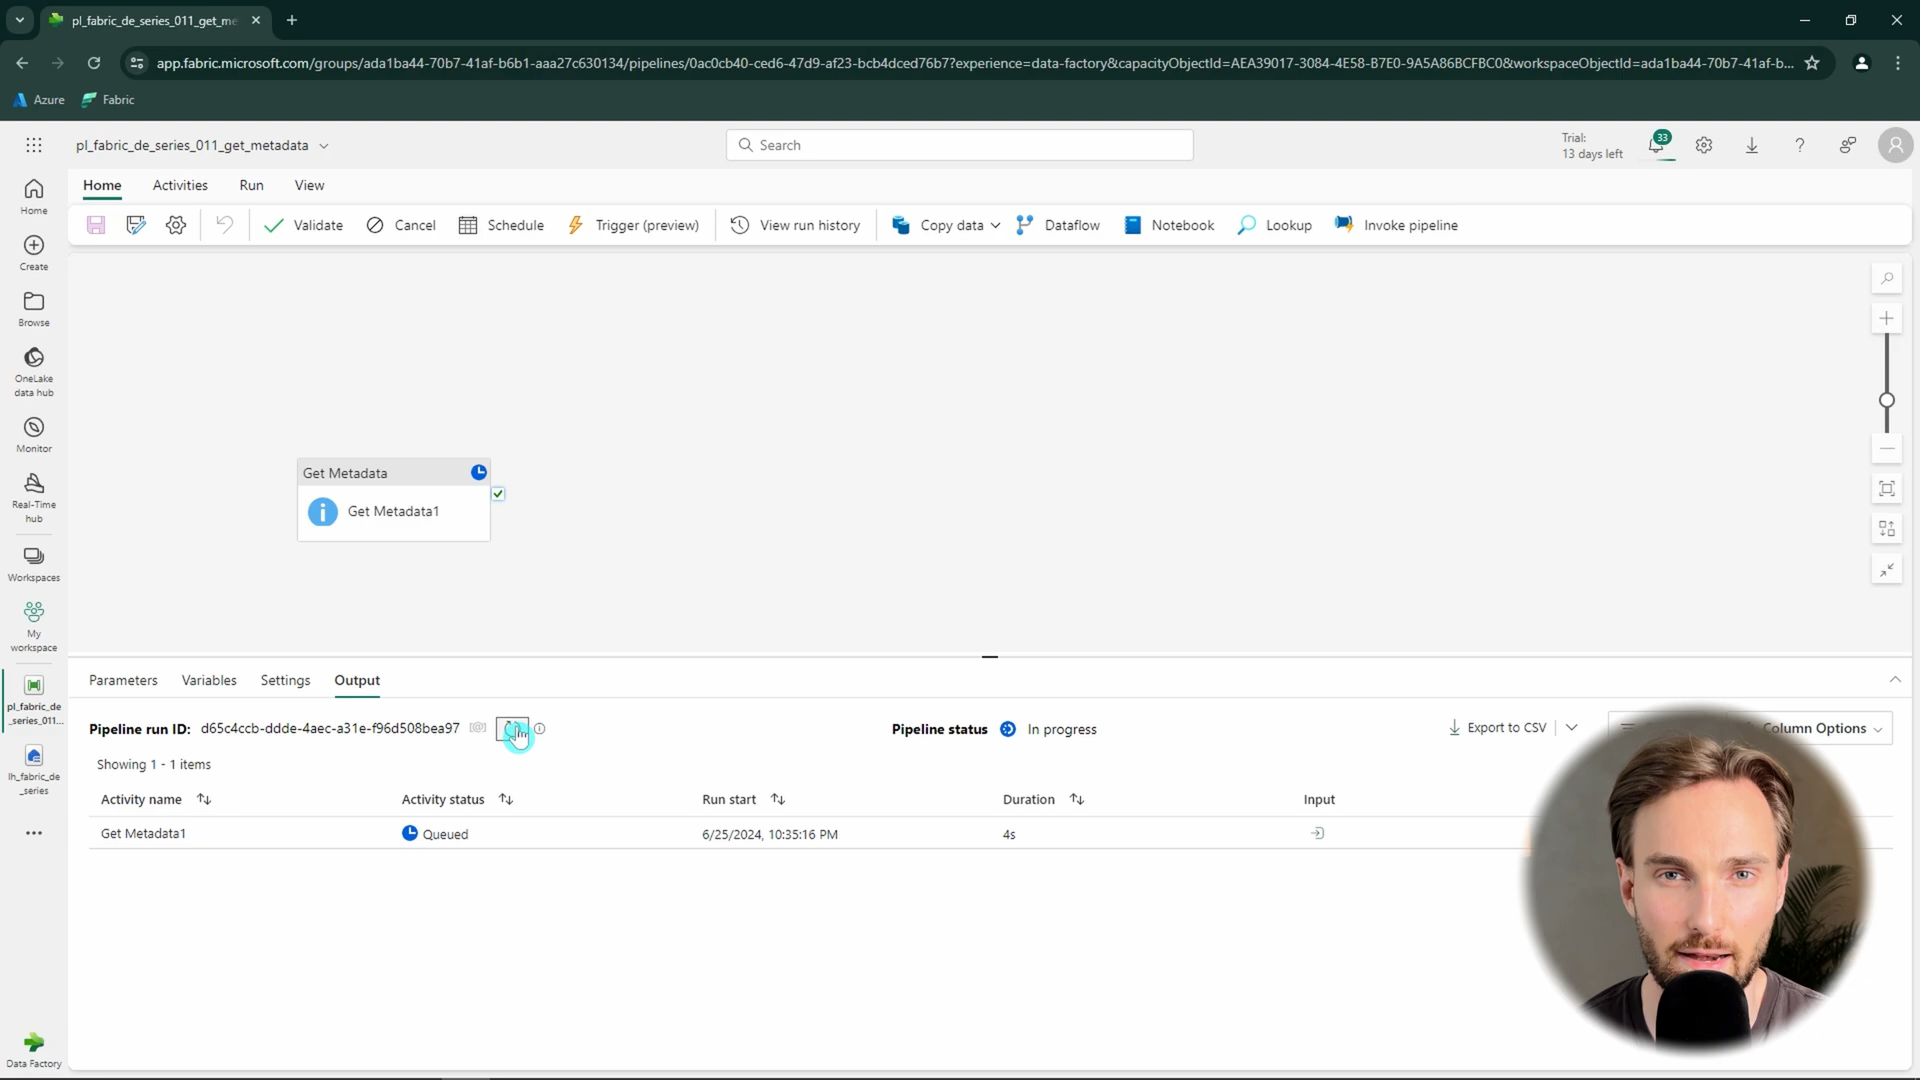 pl_fabric_de_series_011_get_me
app.fabric.microsoft.com/groups/ada1ba44-70b7-41af-b6b1-aaa27c630134/pipelines/0ac0cb40-ced6-47d9-af23-bcb4dced76b7?experience=data-factory&capacityObjectId=AEA39017-3084-4E58-B7E0-9A5A86BCFBC0&workspaceObjectId=ada1ba44-70b7-41af-b...
Azure Fabric
pl_fabric_de_series_011_get_metadata Search Trial: 13 days left 33
Home Activities Run View
Validate Cancel Schedule Trigger (preview) View run history Copy data Dataflow Notebook Lookup Invoke pipeline
Home
Create
Browse
OneLake
data hub
Monitor
Real-Time
hub
Workspaces
My
workspace
pl_fabric_de
_series_011...
lh_fabric_de
_series
Data Factory
Get Metadata
Get Metadata1
Parameters Variables Settings Output
Pipeline run ID: d65c4ccb-ddde-4aec-a31e-f96d508bea97 Pipeline status In progress Export to CSV Column Options
Showing 1 - 1 items
Activity name Activity status Run start Duration Input
Get Metadata1 Queued 6/25/2024, 10:35:16 PM 4s